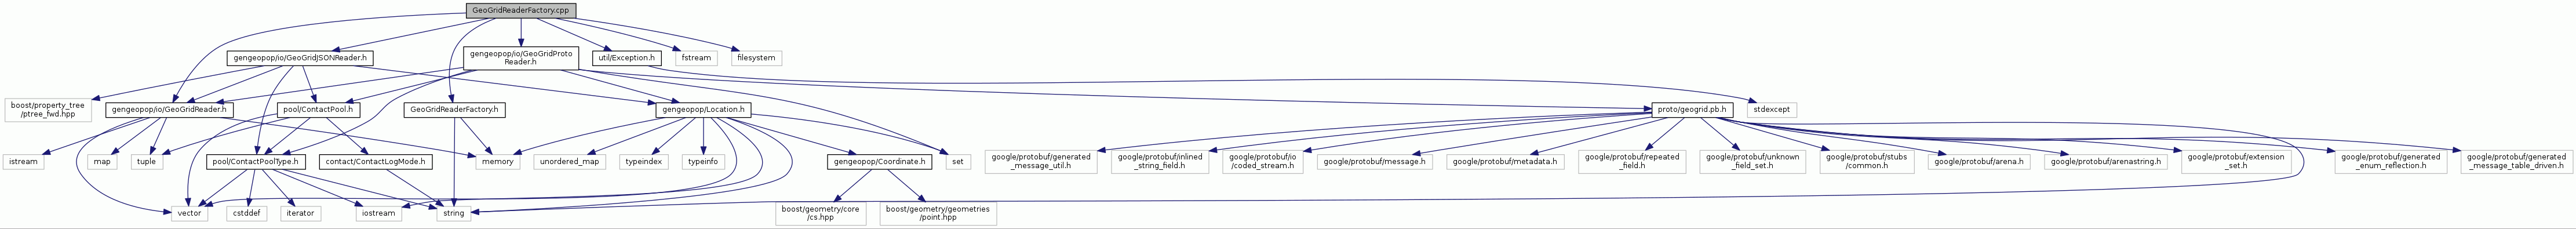 GeoGridReaderFactory.cpp
gengeopop/io/GeoGridJSONReader.h
gengeopop/io/GeoGridProto
Reader.h
util/Exception.h
fstream
filesystem
boost/property_tree
/ptree_fwd.hpp
gengeopop/io/GeoGridReader.h
pool/ContactPool.h
GeoGridReaderFactory.h
gengeopop/Location.h
proto/geogrid.pb.h
stdexcept
istream
map
tuple
pool/ContactPoolType.h
contact/ContactLogMode.h
memory
unordered_map
typeindex
typeinfo
gengeopop/Coordinate.h
set
google/protobuf/generated
_message_util.h
google/protobuf/inlined
_string_field.h
google/protobuf/io
/coded_stream.h
google/protobuf/message.h
google/protobuf/metadata.h
google/protobuf/repeated
_field.h
google/protobuf/unknown
_field_set.h
google/protobuf/stubs
/common.h
google/protobuf/arena.h
google/protobuf/arenastring.h
google/protobuf/extension
_set.h
google/protobuf/generated
_enum_reflection.h
google/protobuf/generated
_message_table_driven.h
vector
cstddef
iterator
iostream
string
boost/geometry/core
/cs.hpp
boost/geometry/geometries
/point.hpp